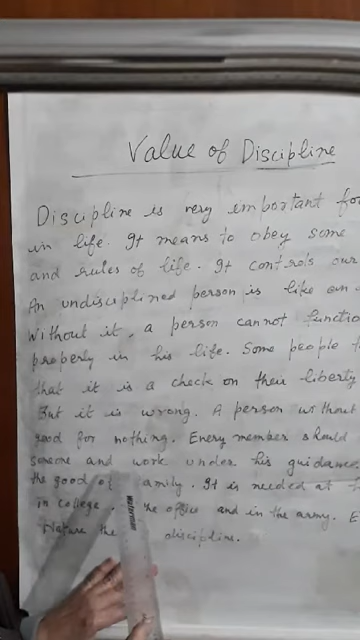 Value of Discipline
Discipline is very important for
in life. It means to obey some
and rules of life. It controls our
An undisciplined person is like an
Without it, a person cannot function
properly in his life. Some people
that it is a check on their liberty
But it is wrong. A person without
good for nothing. Every member should
someone and work under his guidance
the good of family. It is needed at
in college. the office and in the army.
Nature the discipline.
watermar